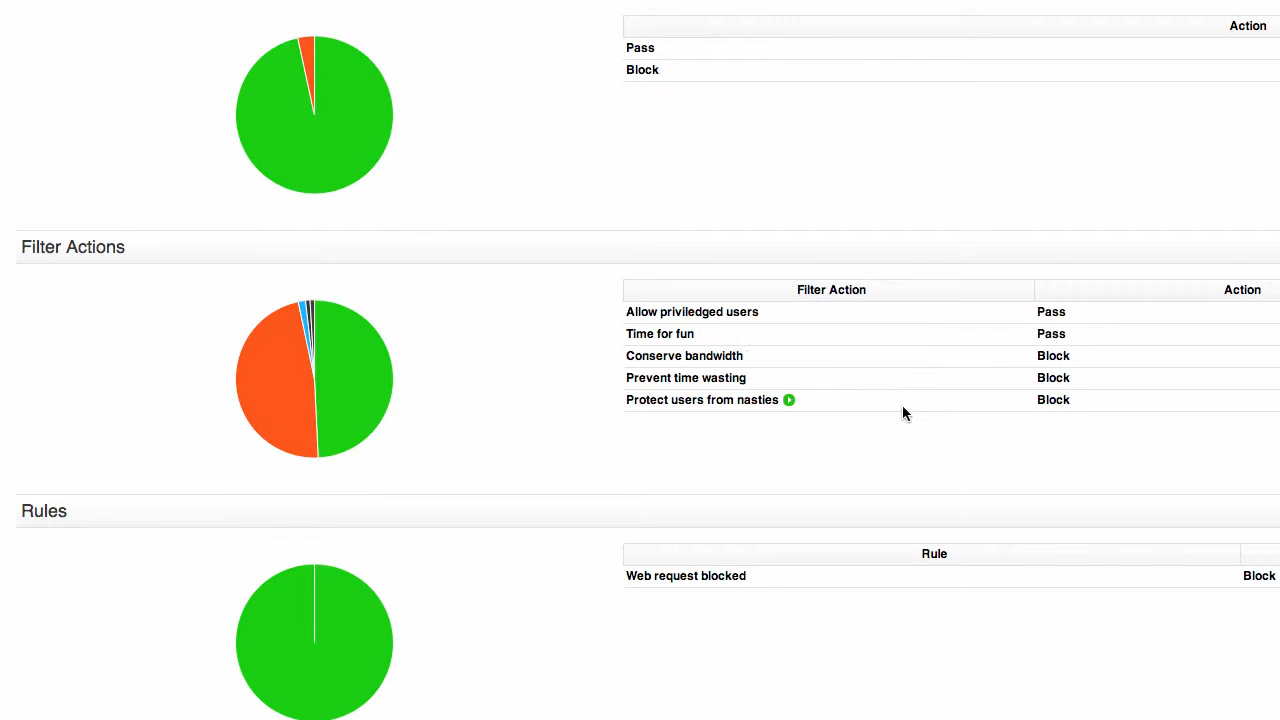 Action
Pass
Block
Filter Actions
Filter Action Action
Allow priviledged users Pass
Time for fun Pass
Conserve bandwidth Block
Prevent time wasting Block
Protect users from nasties Block
Rules
Rule
Web request blocked Block